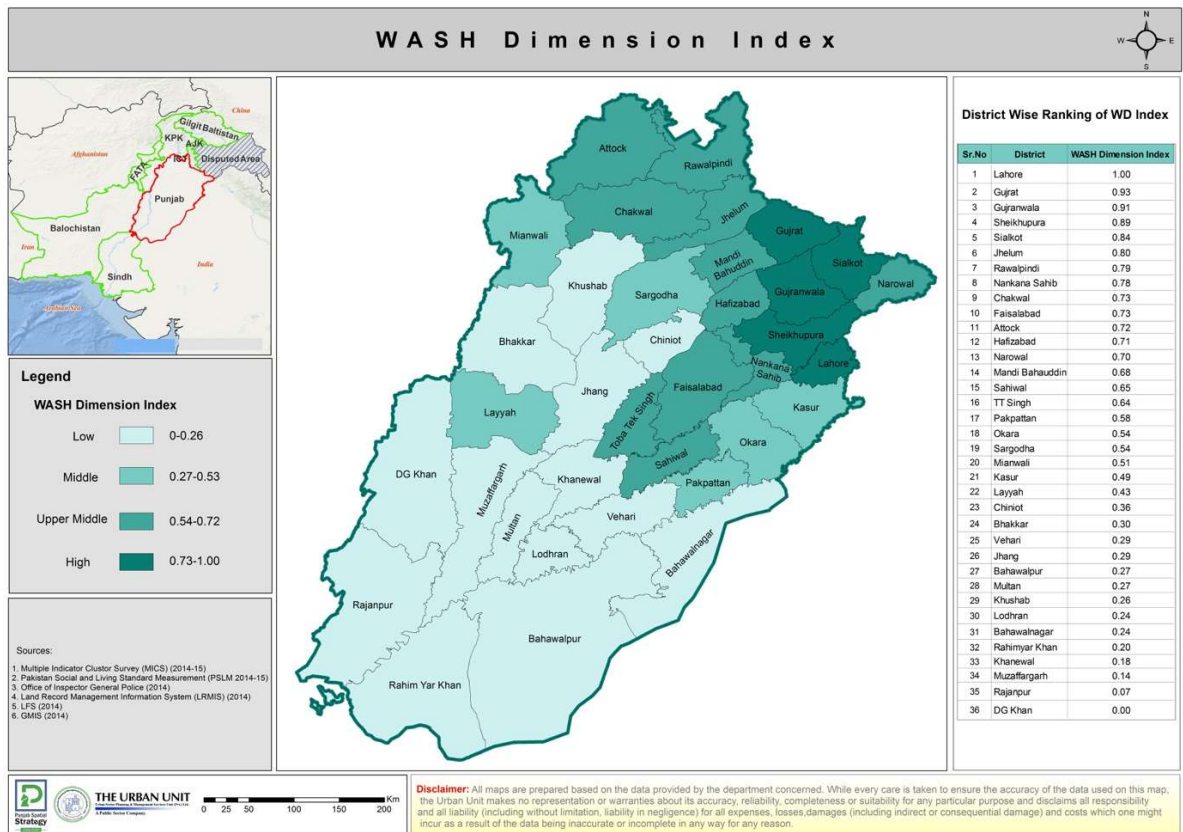 WASH Dimension Index
N
W
E
S
China
Gilgit Baltistan
KPK
AJK
Afghanistan
Disputed Area
FATA
Punjab
Balochistan
Iran
India
Sindh
Arabian Sea
Legend
WASH Dimension Index
Low 0-0.26
Middle 0.27-0.53
Upper Middle 0.54-0.72
High 0.73-1.00
Sources:
1. Multiple Indicator Clustor Survey (MICS) (2014-15)
2. Pakistan Social and Living Standard Measurement (PSLM 2014-15)
3. Office of Inspector General Police (2014)
4. Land Record Management Information System (LRMIS) (2014)
5. LFS (2014)
6. GMIS (2014)
Attock
Rawalpindi
Chakwal
Jhelum
Mianwali
Gujrat
Mandi
Bahuddin
Sialkot
Khushab
Sargodha
Gujranwala
Narowal
Hafizabad
Bhakkar
Chiniot
Sheikhupura
Lahore
Nankana
Sahib
Jhang
Faisalabad
Layyah
Toba Tek Singh
Kasur
Okara
Sahiwal
DG Khan
Muzaffargarh
Khanewal
Pakpattan
Multan
Vehari
Lodhran
Bahawalnagar
Rajanpur
Bahawalpur
Rahim Yar Khan
District Wise Ranking of WD Index
Sr.No District WASH Dimension Index
1 Lahore 1.00
2 Gujrat 0.93
3 Gujranwala 0.91
4 Sheikhupura 0.89
5 Sialkot 0.84
6 Jhelum 0.80
7 Rawalpindi 0.79
8 Nankana Sahib 0.78
9 Chakwal 0.73
10 Faisalabad 0.73
11 Attock 0.72
12 Hafizabad 0.71
13 Narowal 0.70
14 Mandi Bahauddin 0.68
15 Sahiwal 0.65
16 TT Singh 0.64
17 Pakpattan 0.58
18 Okara 0.54
19 Sargodha 0.54
20 Mianwali 0.51
21 Kasur 0.49
22 Layyah 0.43
23 Chiniot 0.36
24 Bhakkar 0.30
25 Vehari 0.29
26 Jhang 0.29
27 Bahawalpur 0.27
28 Multan 0.27
29 Khushab 0.26
30 Lodhran 0.24
31 Bahawalnagar 0.24
32 Rahimyar Khan 0.20
33 Khanewal 0.18
34 Muzaffargarh 0.14
35 Rajanpur 0.07
36 DG Khan 0.00
Punjab Spatial
Strategy
THE URBAN UNIT
A Public Sector Company
Km
0 25 50 100 150 200
Disclaimer: All maps are prepared based on the data provided by the department concerned. While every care is taken to ensure the accuracy of the data used on this map,
the Urban Unit makes no representation or warranties about its accuracy, reliability, completeness or suitability for any particular purpose and disclaims all responsibility
and all liability (including without limitation, liability in negligence) for all expenses, losses,damages (including indirect or consequential damage) and costs which one might
incur as a result of the data being inaccurate or incomplete in any way for any reason.